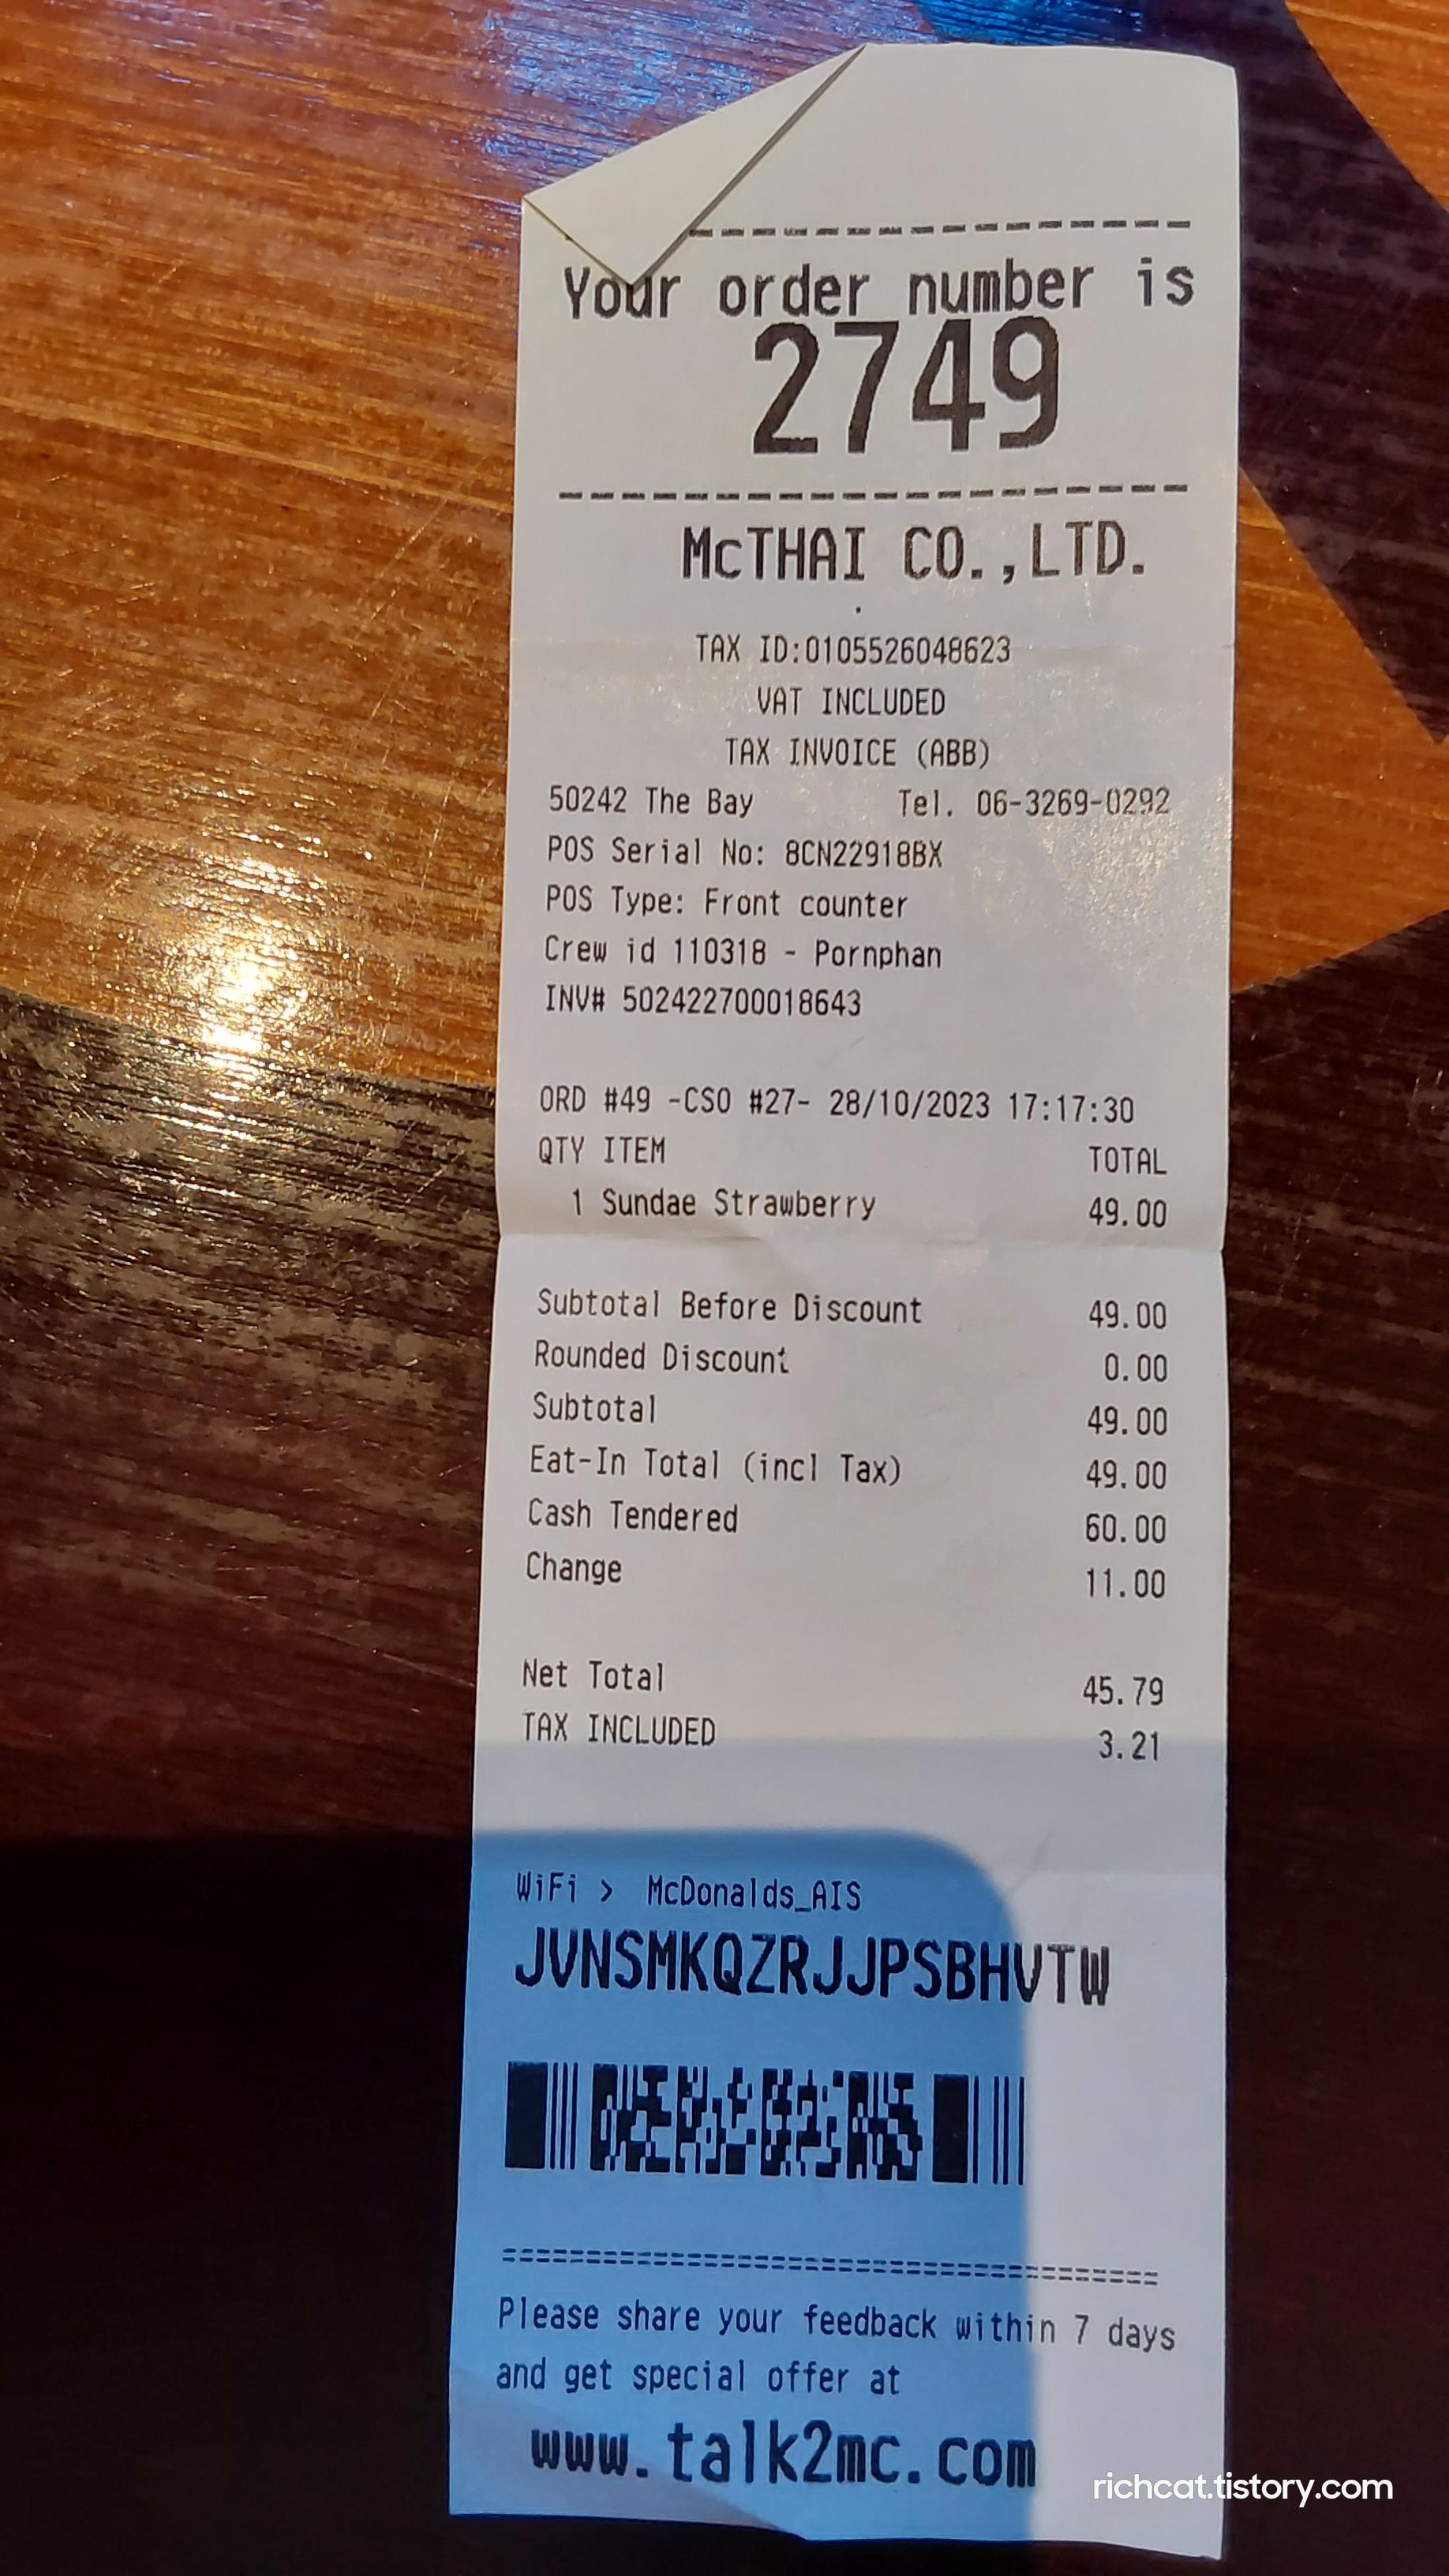 Your order number is
2749
McTHAI CO.,LTD.
.
TAX ID:0105526048623
VAT INCLUDED
TAX INVOICE (ABB)
50242 The Bay Tel. 06-3269-0292
POS Serial No: 8CN22918BX
POS Type: Front counter
Crew id 110318 - Pornphan
INV# 502422700018643
ORD #49 -CSO #27- 28/10/2023 17:17:30
QTY ITEM TOTAL
1 Sundae Strawberry 49.00
Subtotal Before Discount 49.00
Rounded Discount 0.00
Subtotal 49.00
Eat-In Total (incl Tax) 49.00
Cash Tendered 60.00
Change 11.00
Net Total 45.79
TAX INCLUDED 3.21
WiFi > McDonalds_AIS
JVNSMKQZRJJPSBHVTW
Please share your feedback within 7 days
and get special offer at
www.talk2mc.com
richcat.tistory.com